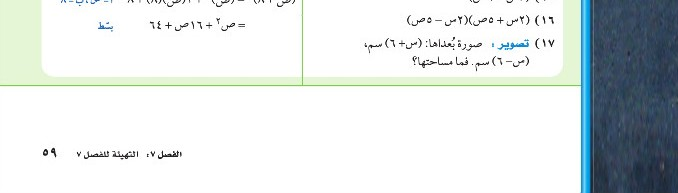 ١٦) (٢س + ٥ص)(٢س − ٥ص)
١٧) تصوير: صورة بُعداها: (س+ ٦) سم،
(س− ٦) سم. فما مساحتها؟
= ص٢ + ١٦ص + ٦٤ بسّط
الفصل ٧: التهيئة للفصل ٧ ٥٩